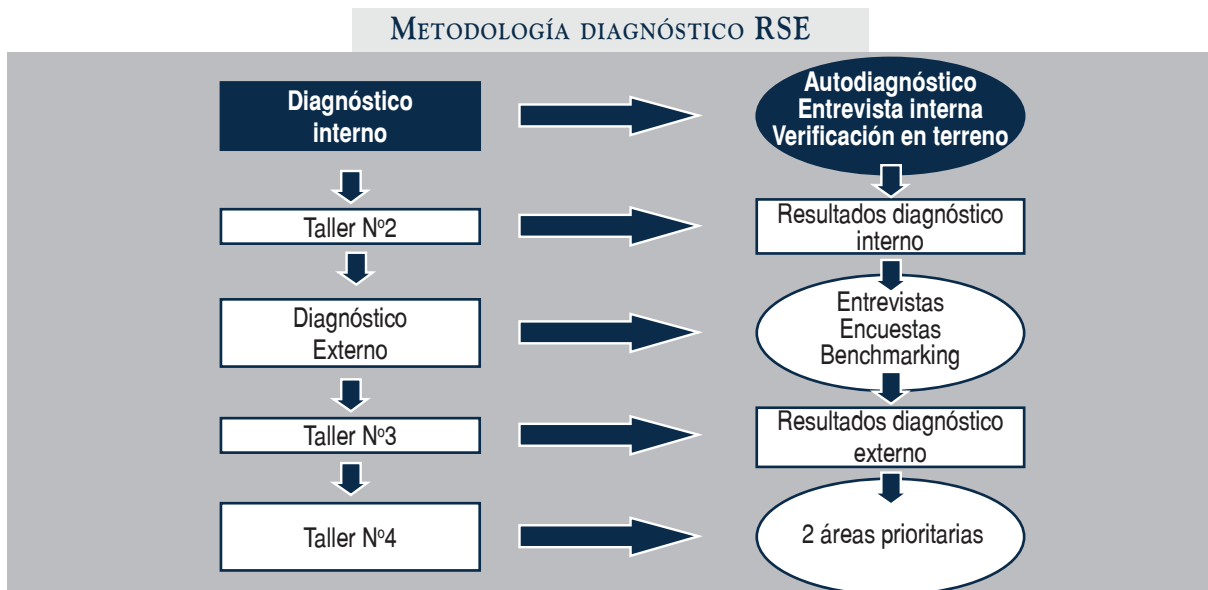 METODOLOGÍA DIAGNÓSTICO RSE
Diagnóstico
interno
Autodiagnóstico
Entrevista interna
Verificación en terreno
Taller Nº2
Resultados diagnóstico
interno
Diagnóstico
Externo
Entrevistas
Encuestas
Benchmarking
Taller Nº3
Resultados diagnóstico
externo
Taller Nº4
2 áreas prioritarias